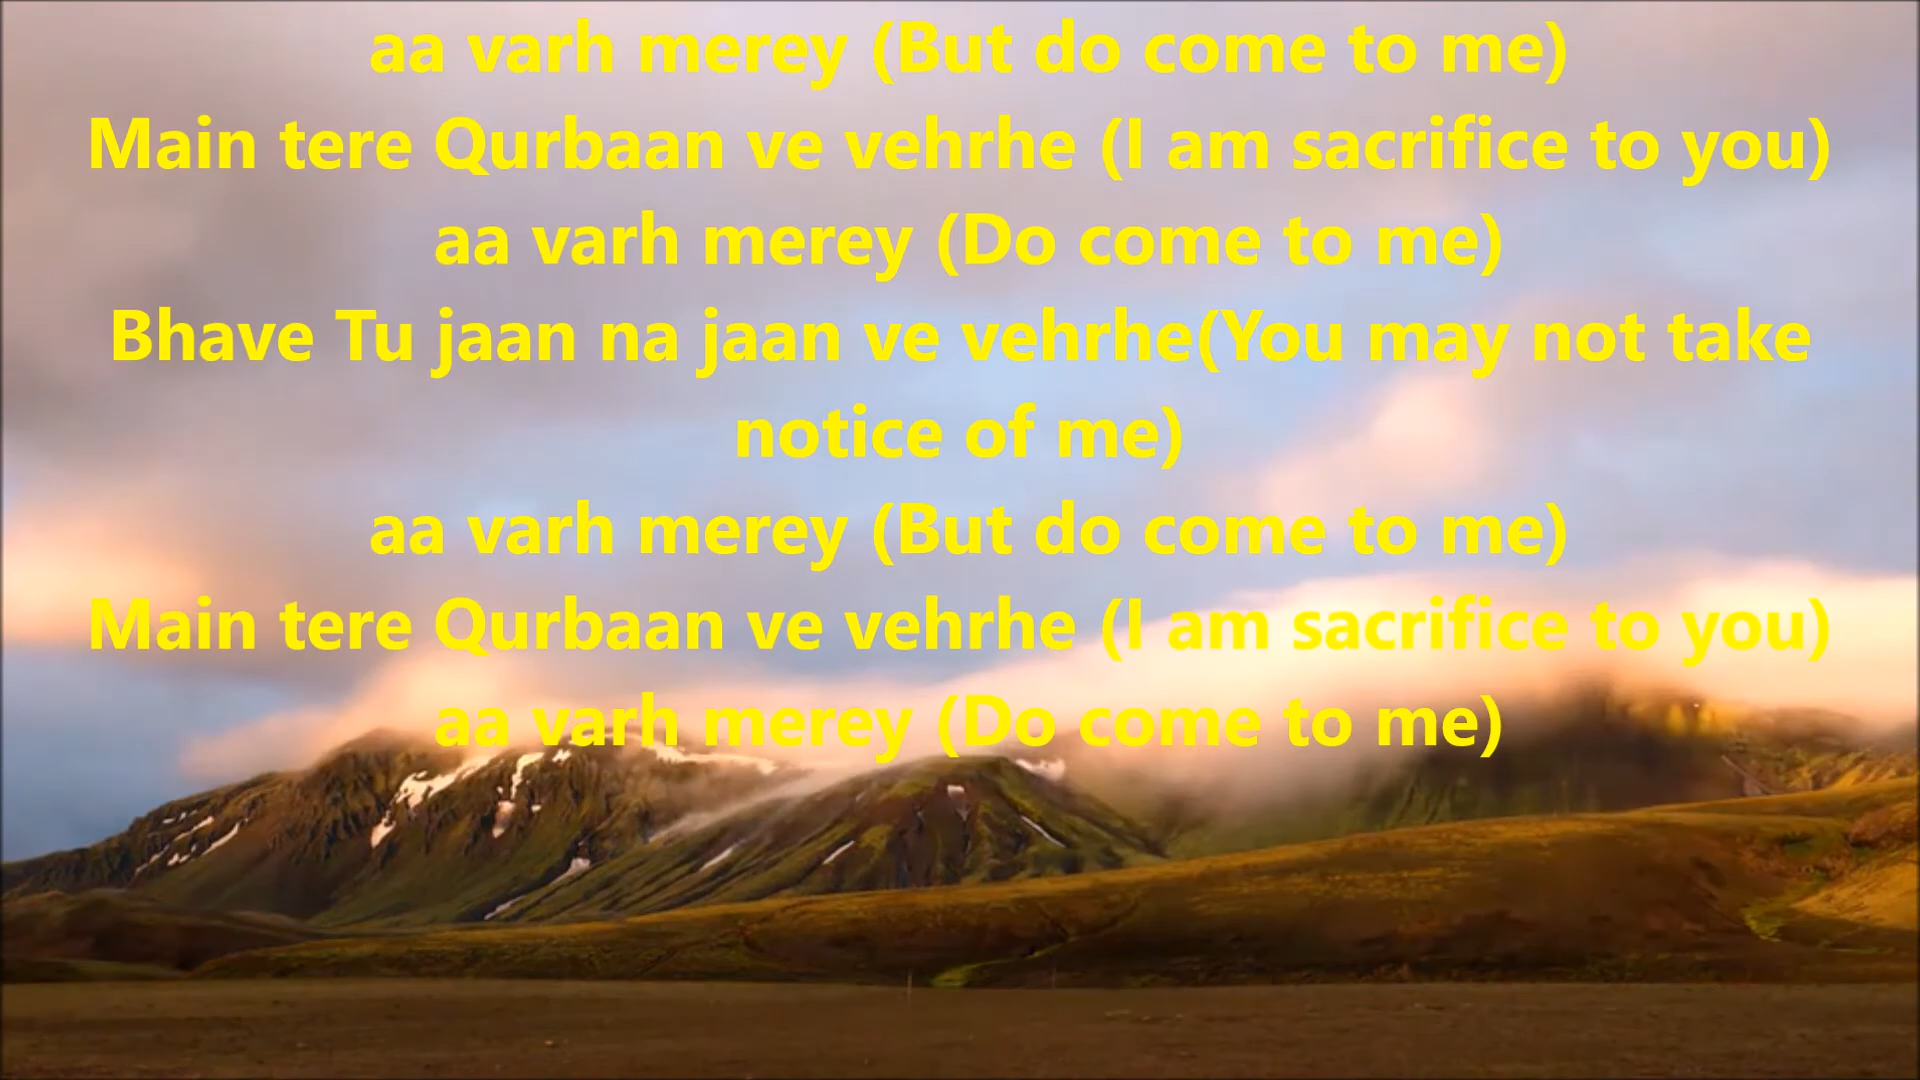 aa varh merey (But do come to me)
Main tere Qurbaan ve vehrhe (I am sacrifice to you)
aa varh merey (Do come to me)
Bhave Tu jaan na jaan ve vehrhe(You may not take
notice of me)
aa varh merey (But do come to me)
Main tere Qurbaan ve vehrhe (I am sacrifice to you)
aa varh merey (Do come to me)